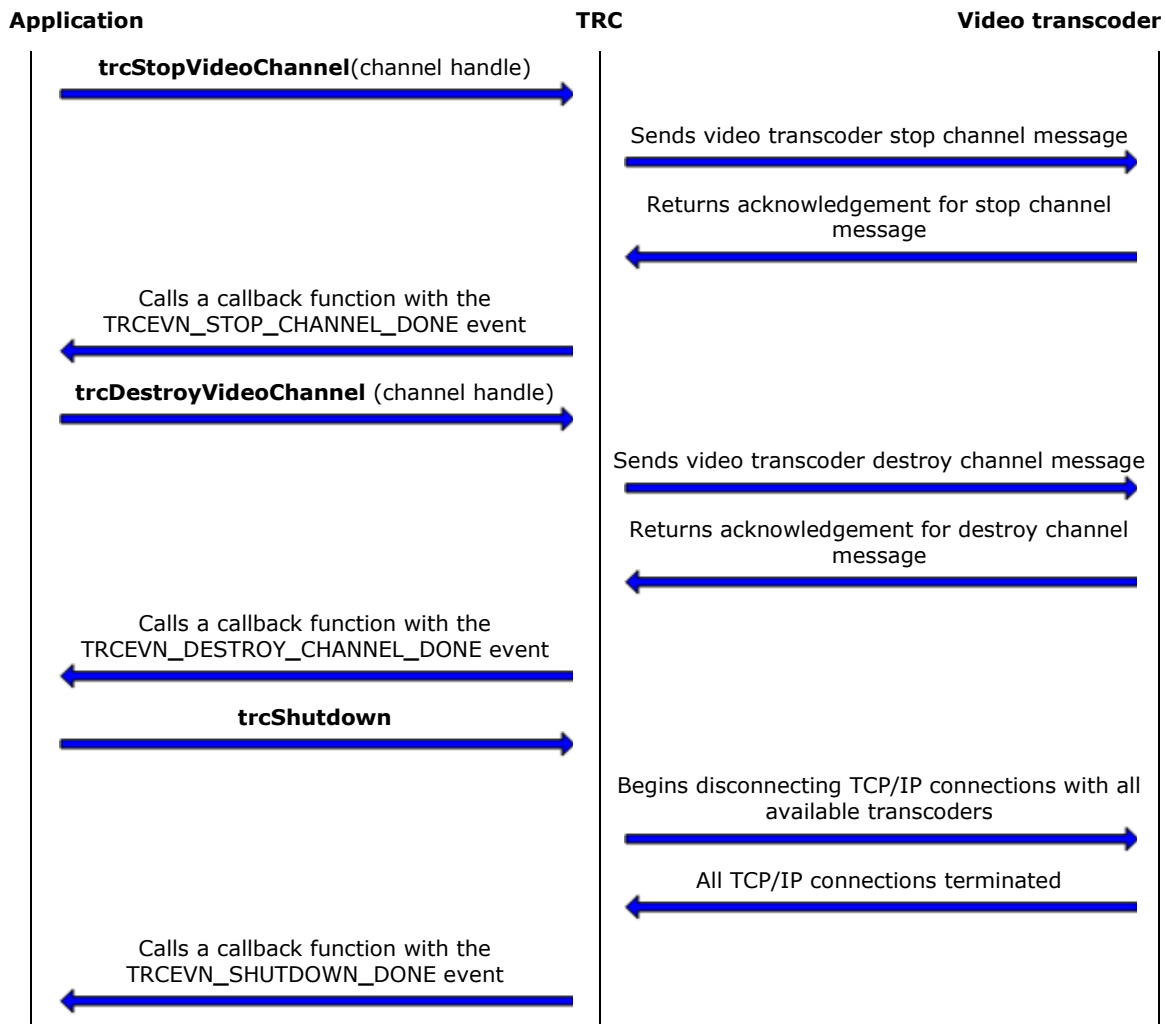 Application TRC Video transcoder
trcStopVideoChannel(channel handle)
Sends video transcoder stop channel message
Returns acknowledgement for stop channel
message
Calls a callback function with the
TRCEVN_STOP_CHANNEL_DONE event
trcDestroyVideoChannel (channel handle)
Sends video transcoder destroy channel message
Returns acknowledgement for destroy channel
message
Calls a callback function with the
TRCEVN_DESTROY_CHANNEL_DONE event
trcShutdown
Begins disconnecting TCP/IP connections with all
available transcoders
All TCP/IP connections terminated
Calls a callback function with the
TRCEVN_SHUTDOWN_DONE event